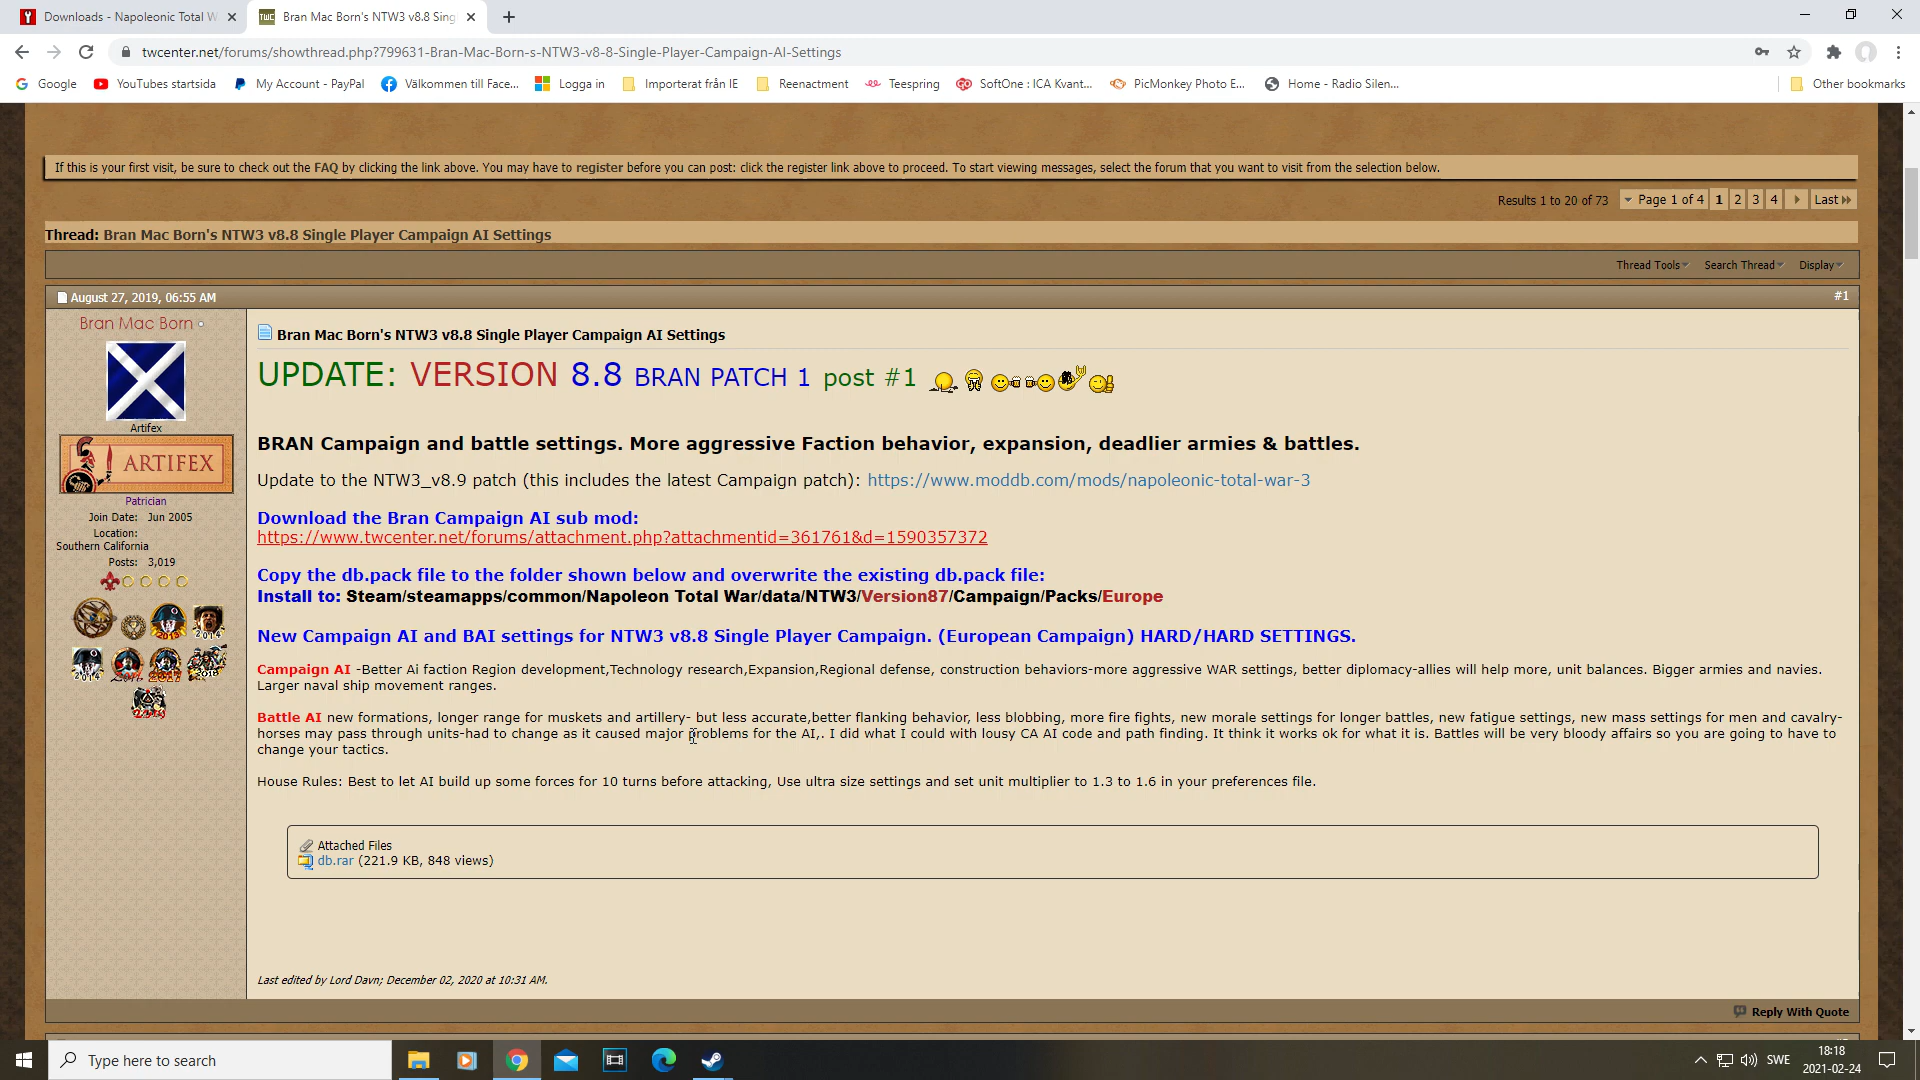 Downloads - Napoleonic Total W
Bran Mac Born's NTW3 v8.8 Sing
twcenter.net/forums/showthread.php?799631-Bran-Mac-Born-s-NTW3-v8-8-Single-Player-Campaign-AI-Settings
Google YouTubes startsida My Account - PayPal Välkommen till Face... Logga in Importerat från IE Reenactment Teespring SoftOne : ICA Kvant... PicMonkey Photo E... Home - Radio Silen... Other bookmarks
If this is your first visit, be sure to check out the FAQ by clicking the link above. You may have to register before you can post: click the register link above to proceed. To start viewing messages, select the forum that you want to visit from the selection below.
Results 1 to 20 of 73 Page 1 of 4 1 2 3 4 Last
Thread: Bran Mac Born's NTW3 v8.8 Single Player Campaign AI Settings
Thread Tools Search Thread Display
August 27, 2019, 06:55 AM #1
Bran Mac Born
Artifex
ARTIFEX
Patrician
Join Date: Jun 2005
Location:
Southern California
Posts: 3,019
2013
2014
2014
2017
2018
Bran Mac Born's NTW3 v8.8 Single Player Campaign AI Settings
UPDATE: VERSION 8.8 BRAN PATCH 1 post #1
BRAN Campaign and battle settings. More aggressive Faction behavior, expansion, deadlier armies & battles.
Update to the NTW3_v8.9 patch (this includes the latest Campaign patch): https://www.moddb.com/mods/napoleonic-total-war-3
Download the Bran Campaign AI sub mod:
https://www.twcenter.net/forums/attachment.php?attachmentid=361761&d=1590357372
Copy the db.pack file to the folder shown below and overwrite the existing db.pack file:
Install to: Steam/steamapps/common/Napoleon Total War/data/NTW3/Version87/Campaign/Packs/Europe
New Campaign AI and BAI settings for NTW3 v8.8 Single Player Campaign. (European Campaign) HARD/HARD SETTINGS.
Campaign AI -Better Ai faction Region development,Technology research,Expansion,Regional defense, construction behaviors-more aggressive WAR settings, better diplomacy-allies will help more, unit balances. Bigger armies and navies.
Larger naval ship movement ranges.
Battle AI new formations, longer range for muskets and artillery- but less accurate,better flanking behavior, less blobbing, more fire fights, new morale settings for longer battles, new fatigue settings, new mass settings for men and cavalry-
horses may pass through units-had to change as it caused major problems for the AI,. I did what I could with lousy CA AI code and path finding. It think it works ok for what it is. Battles will be very bloody affairs so you are going to have to
change your tactics.
House Rules: Best to let AI build up some forces for 10 turns before attacking, Use ultra size settings and set unit multiplier to 1.3 to 1.6 in your preferences file.
Attached Files
db.rar (221.9 KB, 848 views)
Last edited by Lord Davn; December 02, 2020 at 10:31 AM.
Reply With Quote
Type here to search
SWE
18:18
2021-02-24